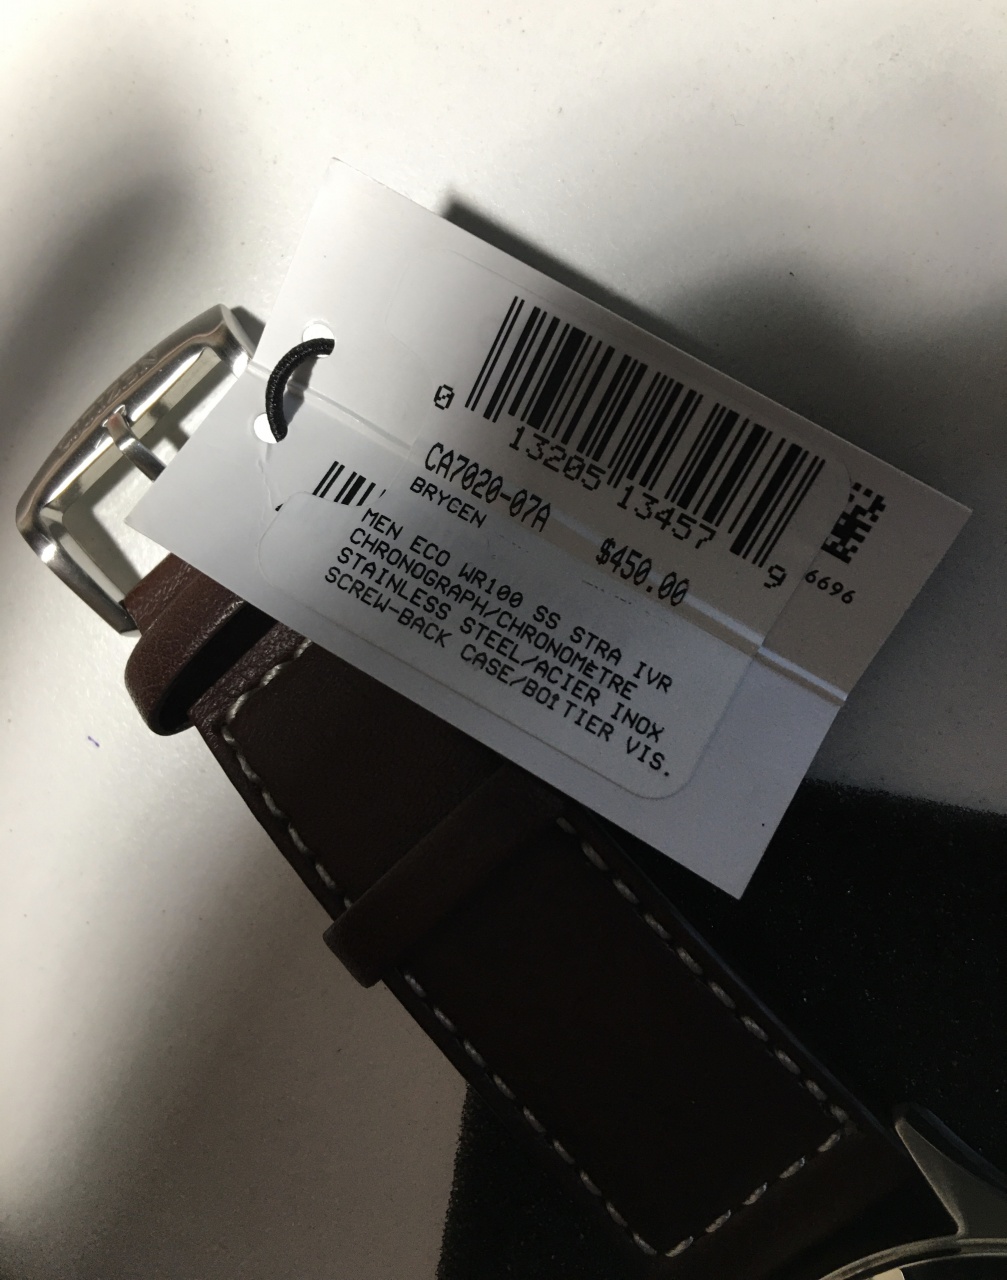 0 13205 13457 9
CA7020-07A
BRYCEN
$450.00
6696
MEN ECO WR100 SS STRA IVR
CHRONOGRAPH/CHRONOMÈTRE
STAINLESS STEEL/ACIER INOX
SCREW-BACK CASE/BOÎTIER VIS.